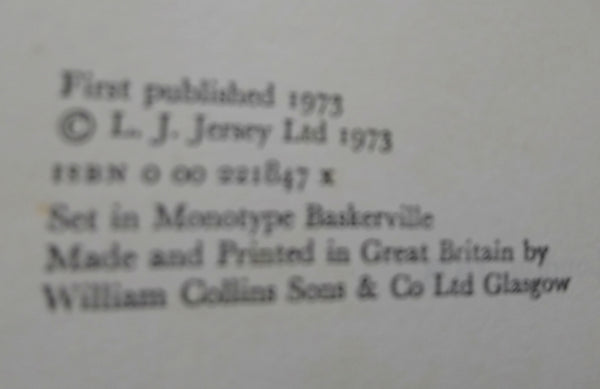 First published 1973
© L. J. Jersey Ltd 1973
ISBN 0 00 221847 x
Set in Monotype Baskerville
Made and Printed in Great Britain by
William Collins Sons & Co Ltd Glasgow